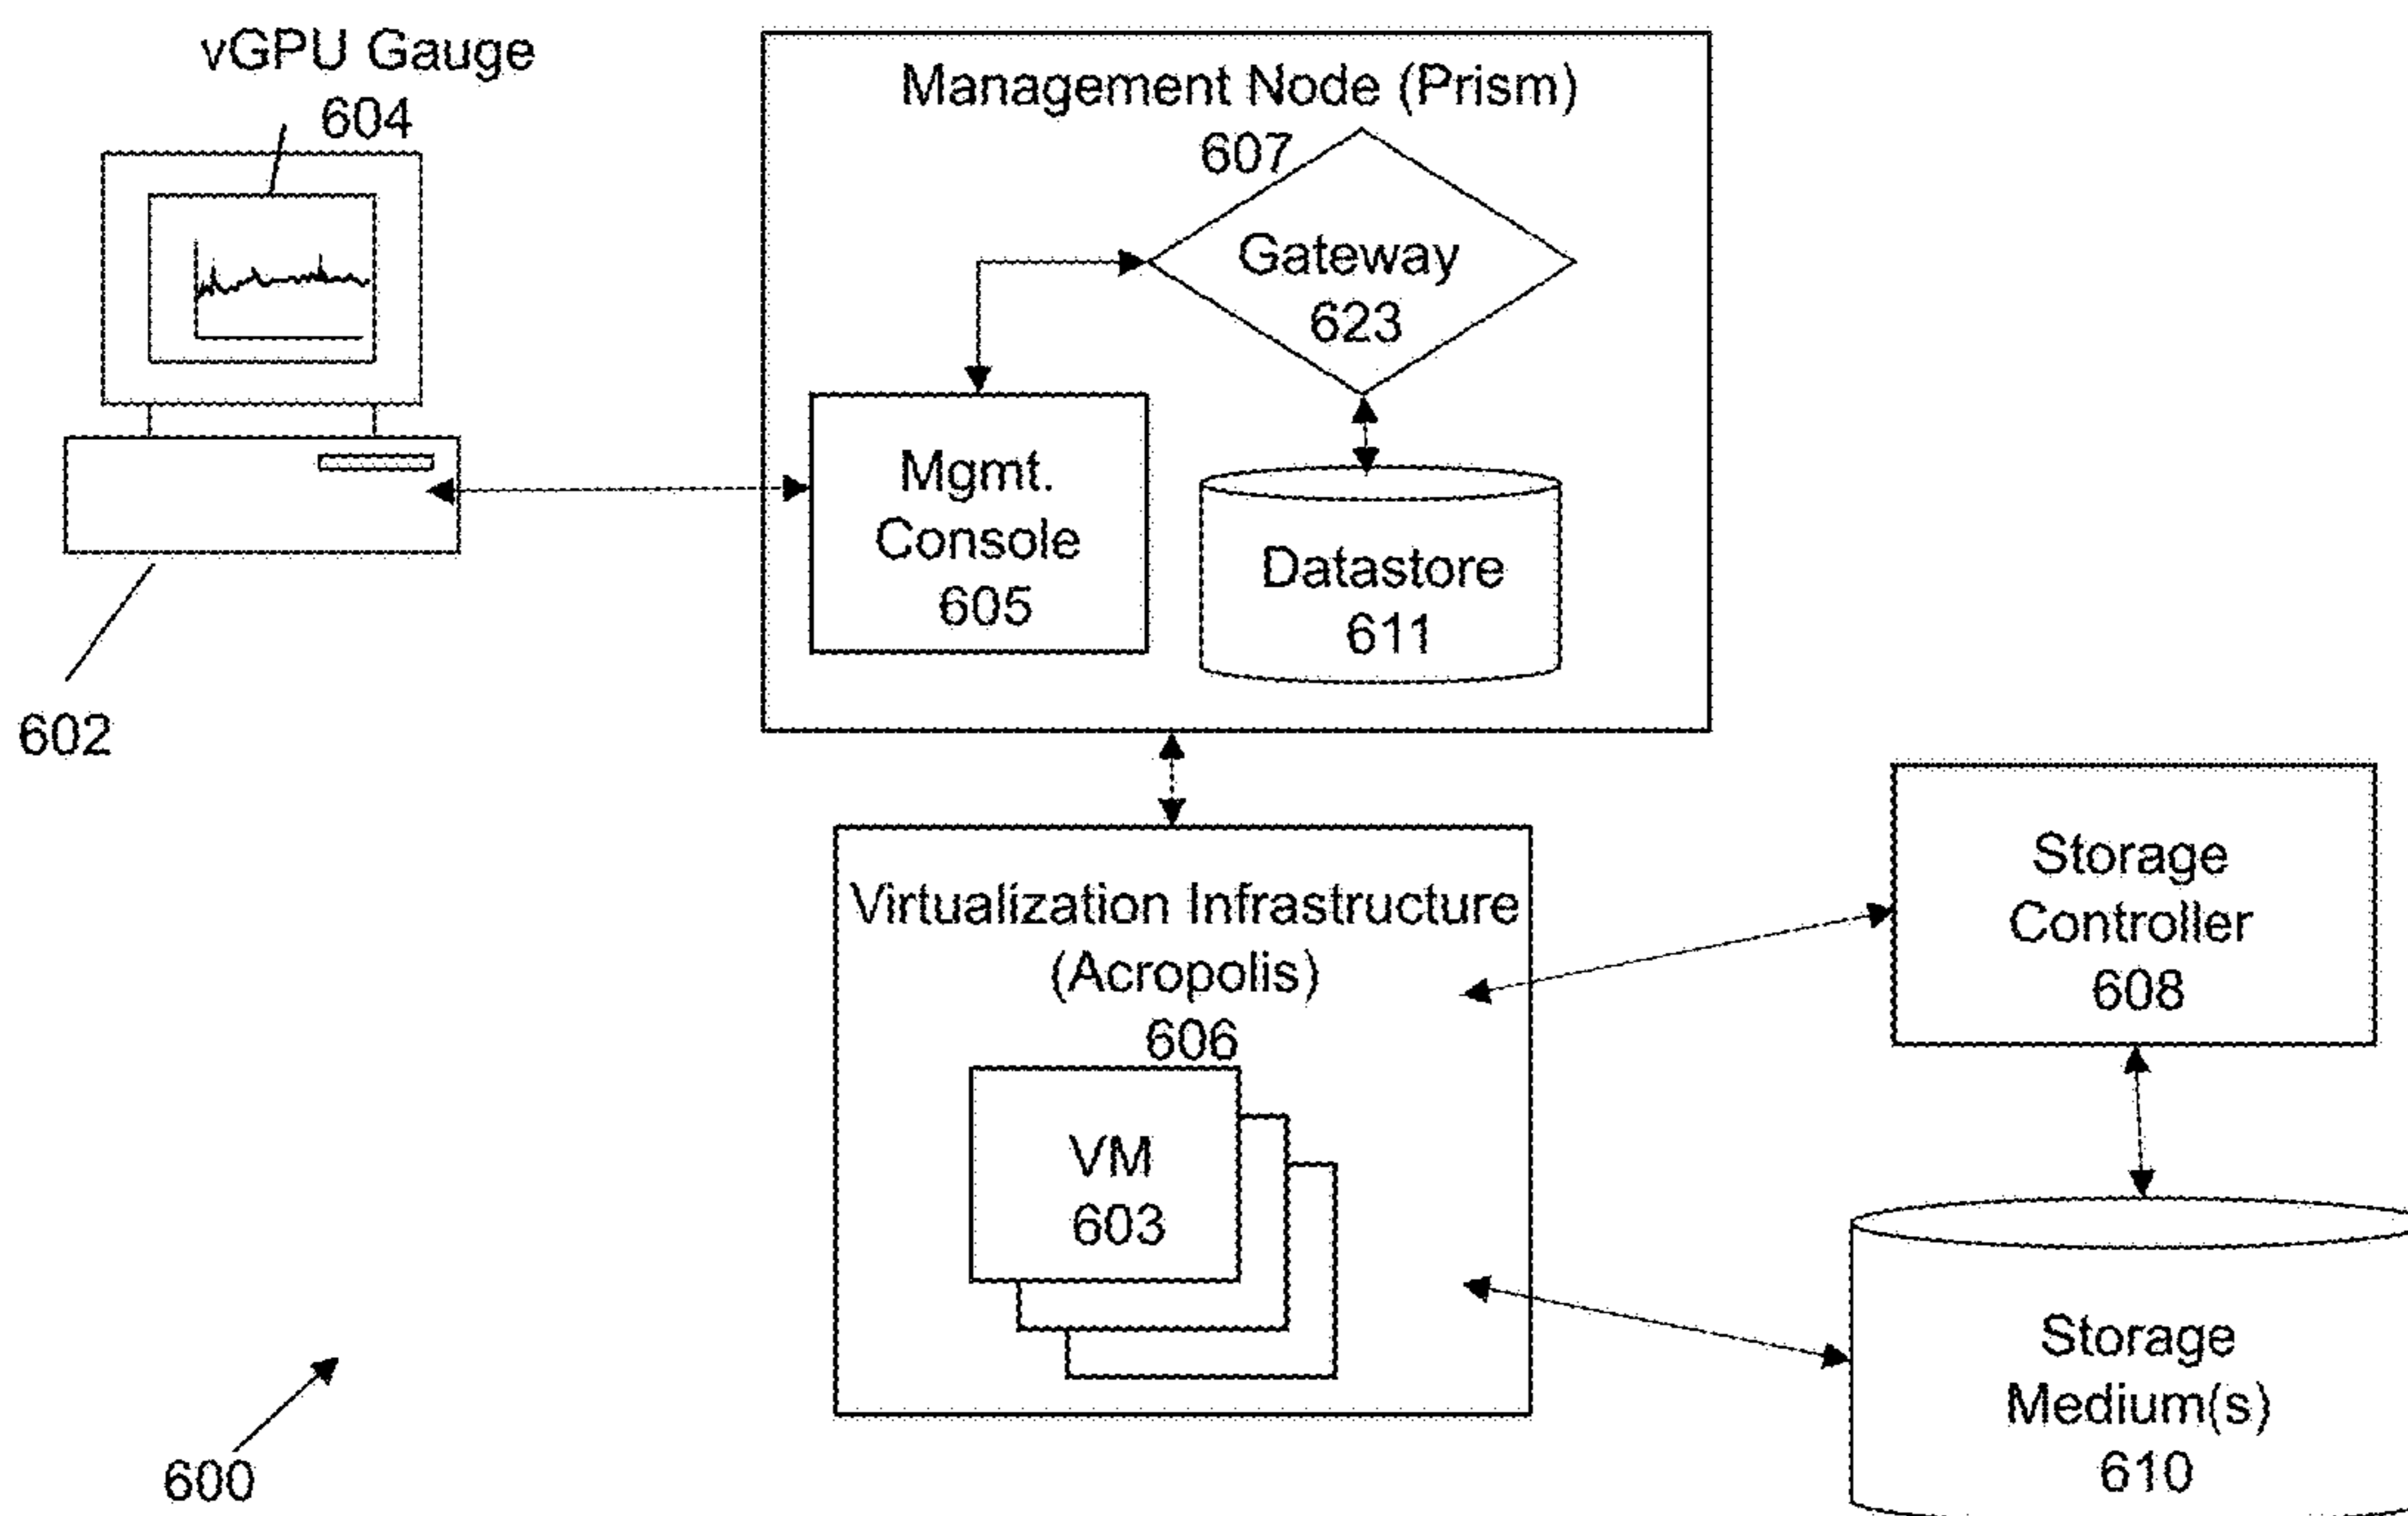 vGPU Gauge
604
602
Management Node (Prism)
607
Gateway
623
Mgmt.
Console
605
Datastore
611
Virtualization Infrastructure
(Acropolis)
606
VM
603
Storage
Controller
608
Storage
Medium(s)
610
600